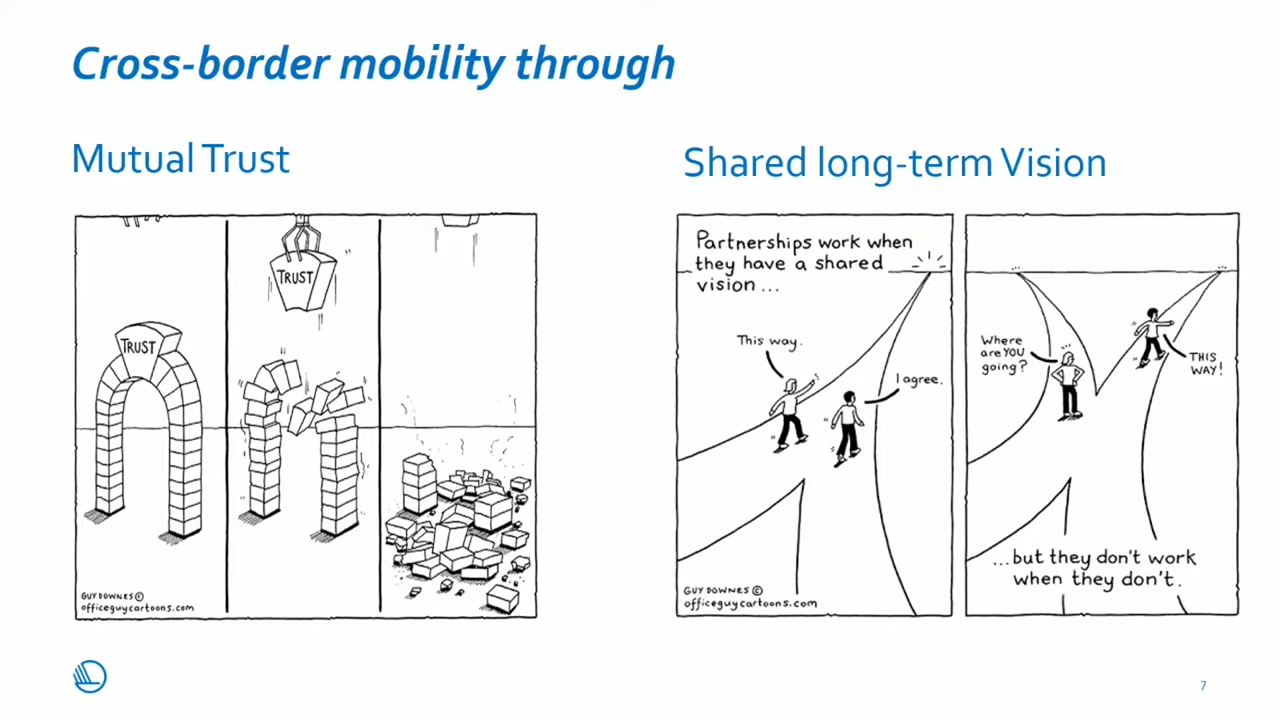 Cross-border mobility through
Mutual Trust
TRUST
TRUST
GUY DOWNES ©
officeguycartoons.com
Shared long-term Vision
Partnerships work when
they have a shared
vision ...
This way.
I agree.
GUY DOWNES ©
officeguycartoons.com
Where
are YOU
going?
THIS
WAY!
...but they don't work
when they don't.
7